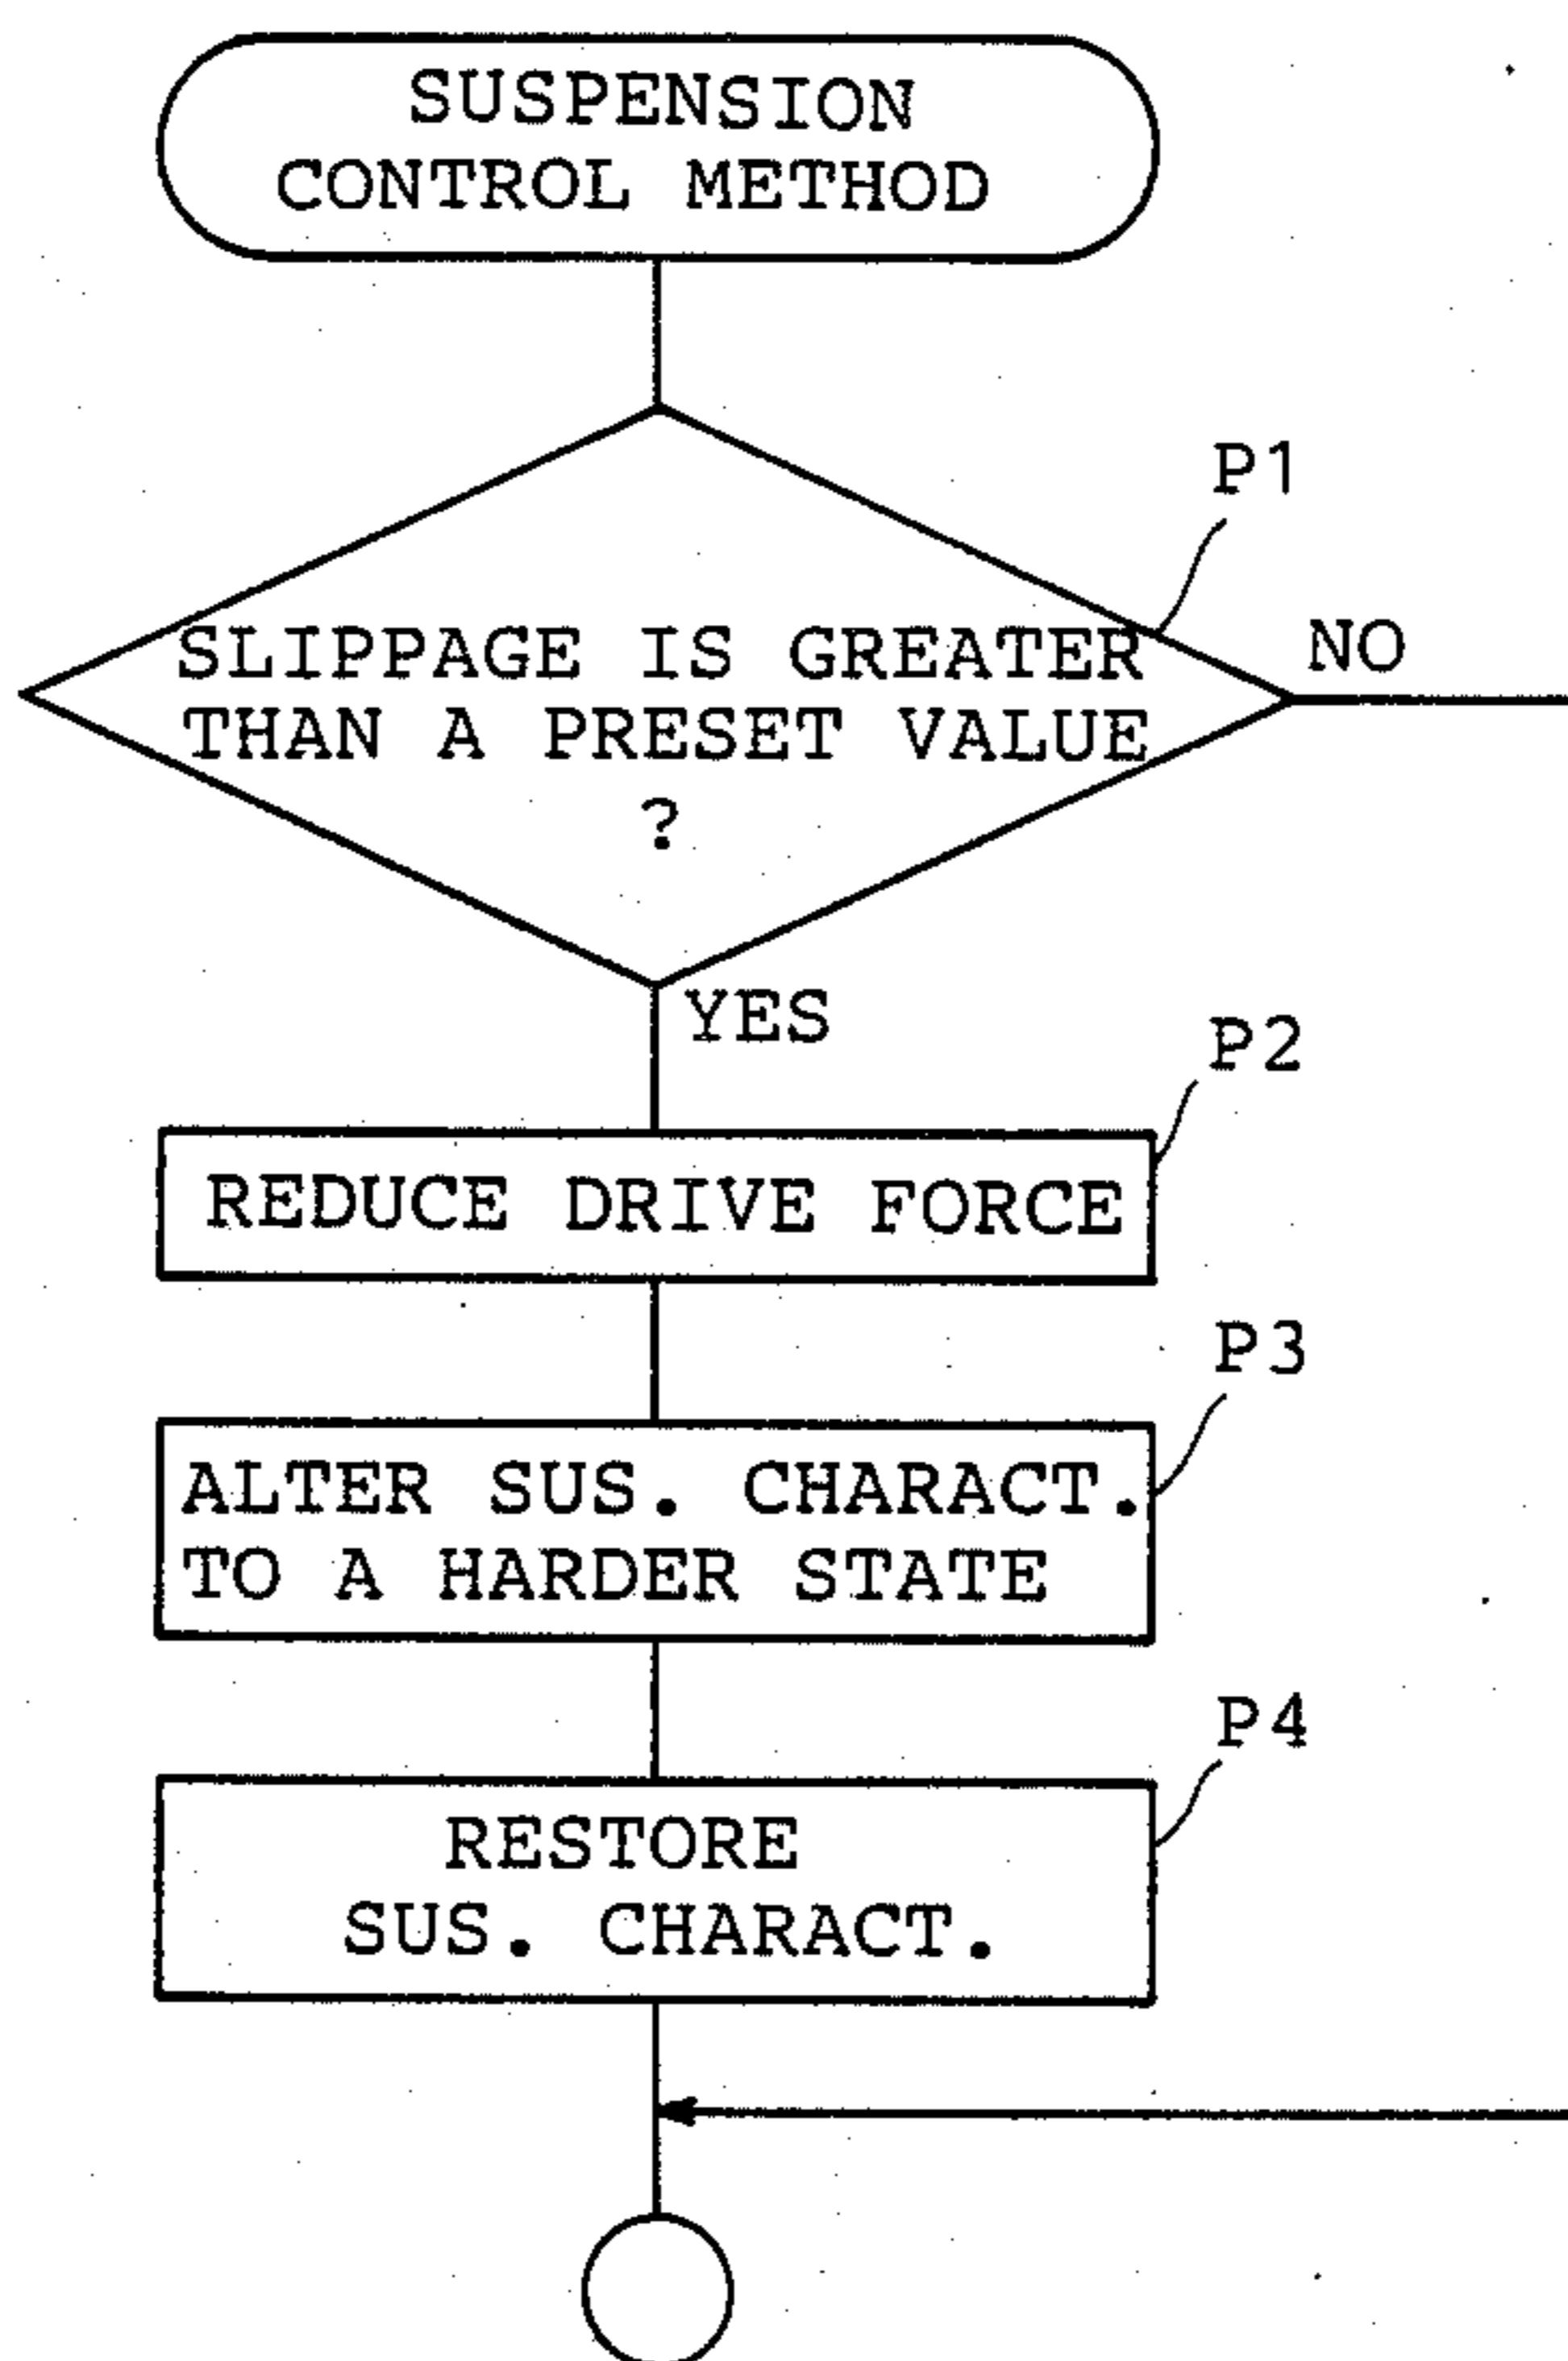 SUSPENSION
CONTROL METHOD
P1
SLIPPAGE IS GREATER
THAN A PRESET VALUE
?
NO
YES
P2
REDUCE DRIVE FORCE
P3
ALTER SUS. CHARACT.
TO A HARDER STATE
P4
RESTORE
SUS. CHARACT.